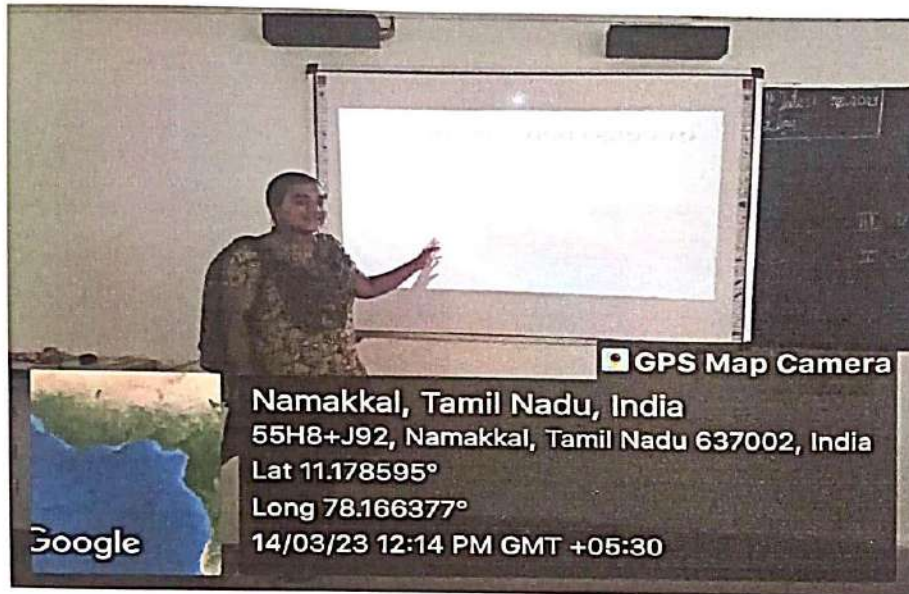 GPS Map Camera
Namakkal, Tamil Nadu, India
55H8+J92, Namakkal, Tamil Nadu 637002, India
Lat 11.178595°
Long 78.166377°
14/03/23 12:14 PM GMT +05:30
Google